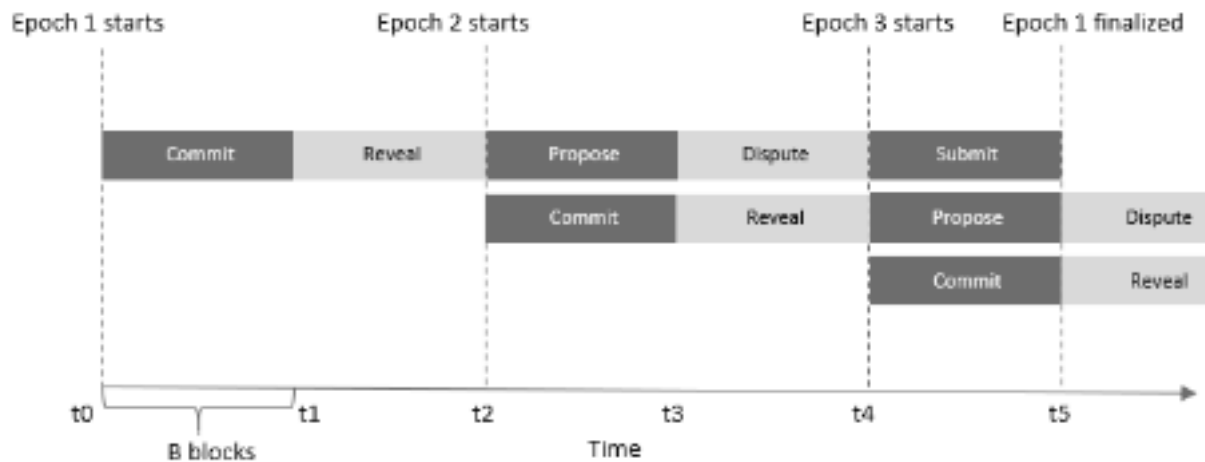 Epoch 1 starts Epoch 2 starts Epoch 3 starts Epoch 1 finalized
Commit Reveal Propose Dispute Submit
Commit Reveal Propose Dispute
Commit Reveal
t0 t1 t2 t3 t4 t5
B blocks Time